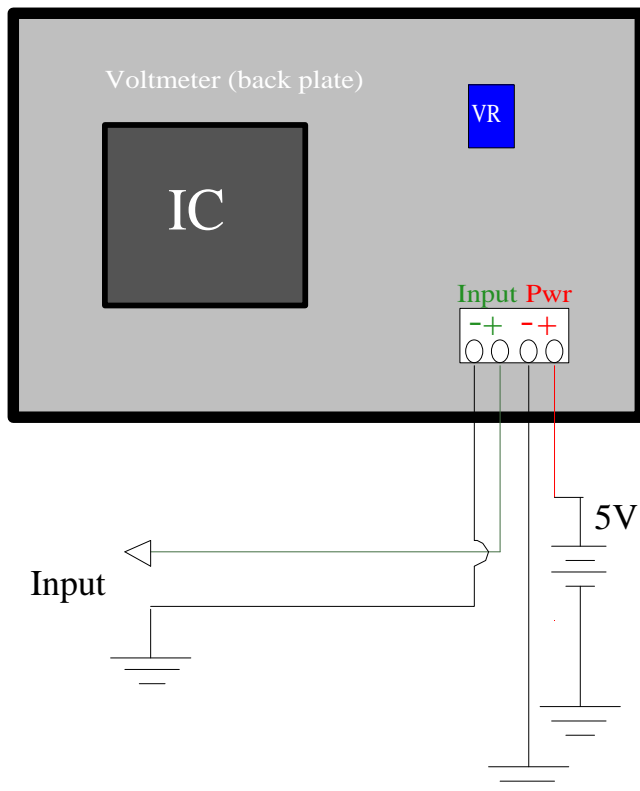 Voltmeter (back plate)
VR
IC
Input Pwr
-+ -+
5V
Input